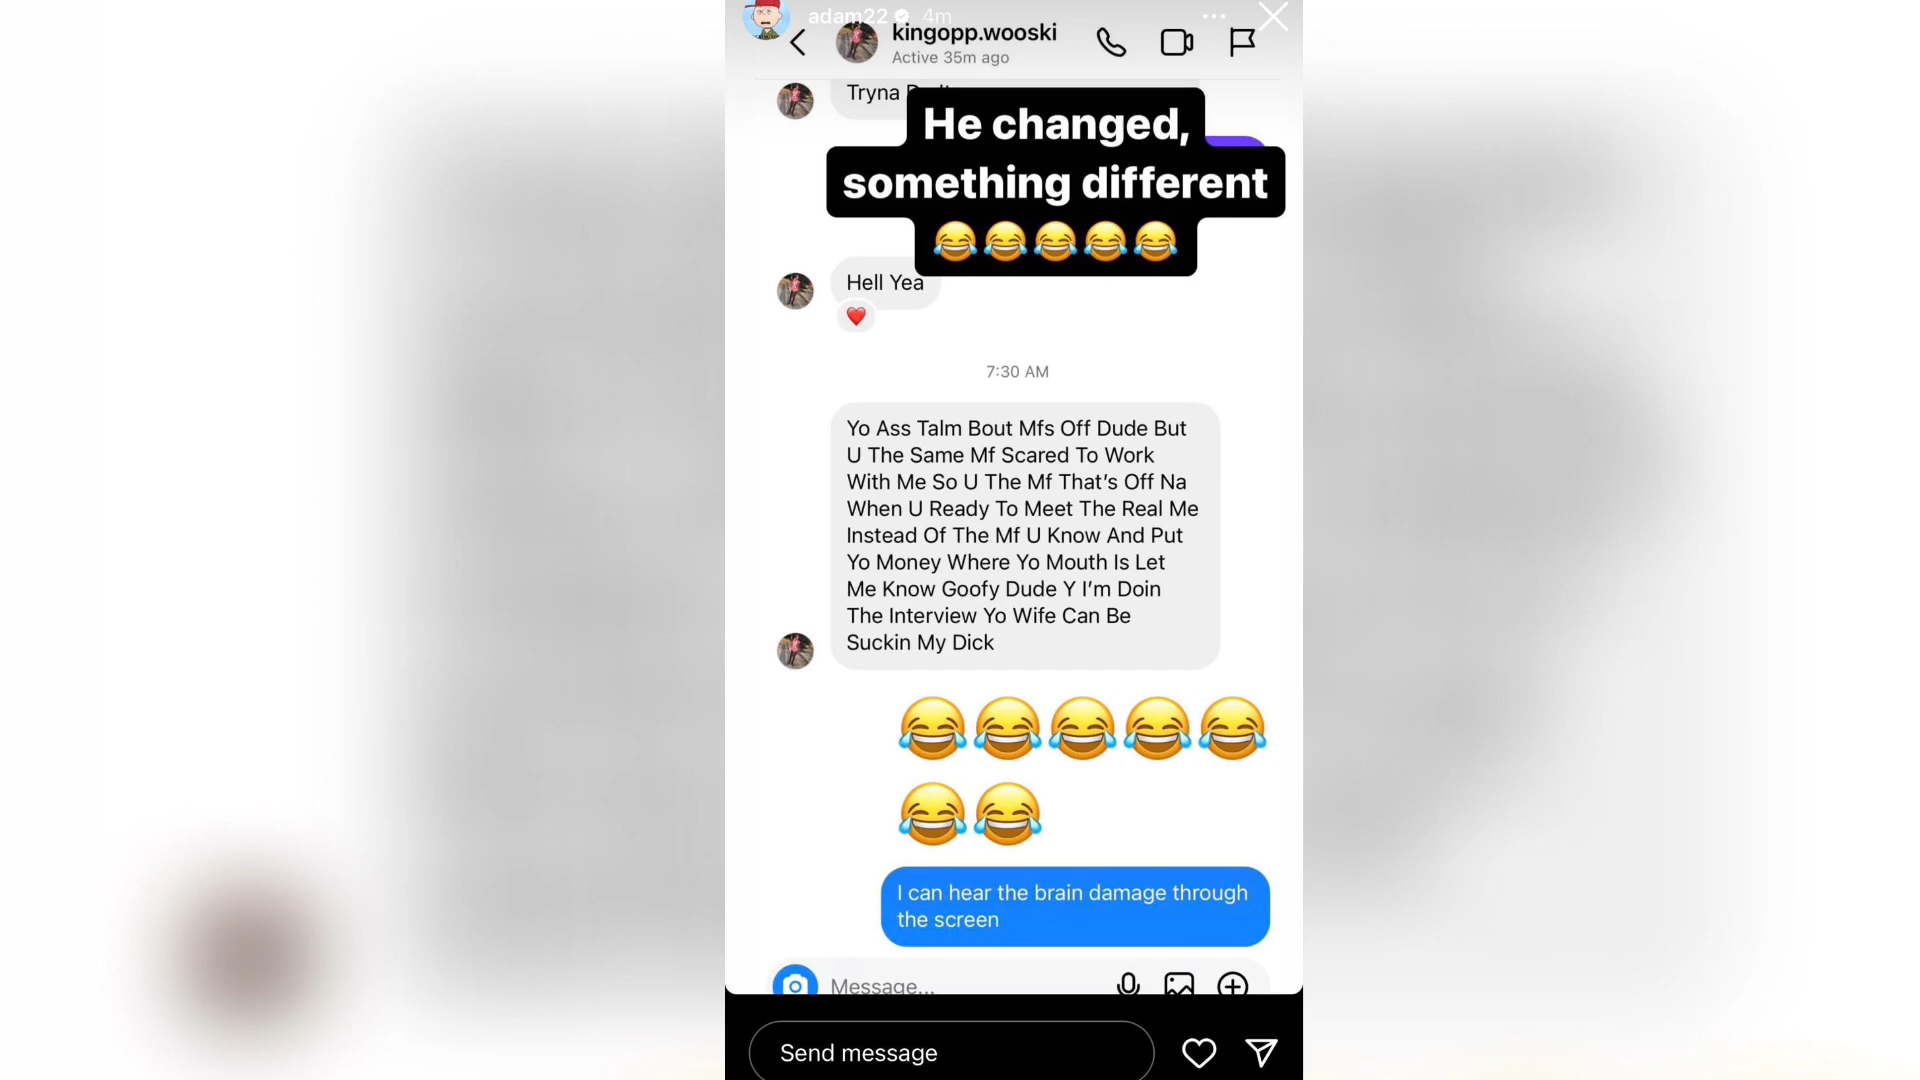 adam22 4m
kingopp.wooski
Active 35m ago
Tryna
He changed,
something different
😂😂😂😂😂
Hell Yea
❤️
7:30 AM
Yo Ass Talm Bout Mfs Off Dude But
U The Same Mf Scared To Work
With Me So U The Mf That's Off Na
When U Ready To Meet The Real Me
Instead Of The Mf U Know And Put
Yo Money Where Yo Mouth Is Let
Me Know Goofy Dude Y I'm Doin
The Interview Yo Wife Can Be
Suckin My Dick
😂😂😂😂😂
😂😂
I can hear the brain damage through
the screen
Message...
Send message